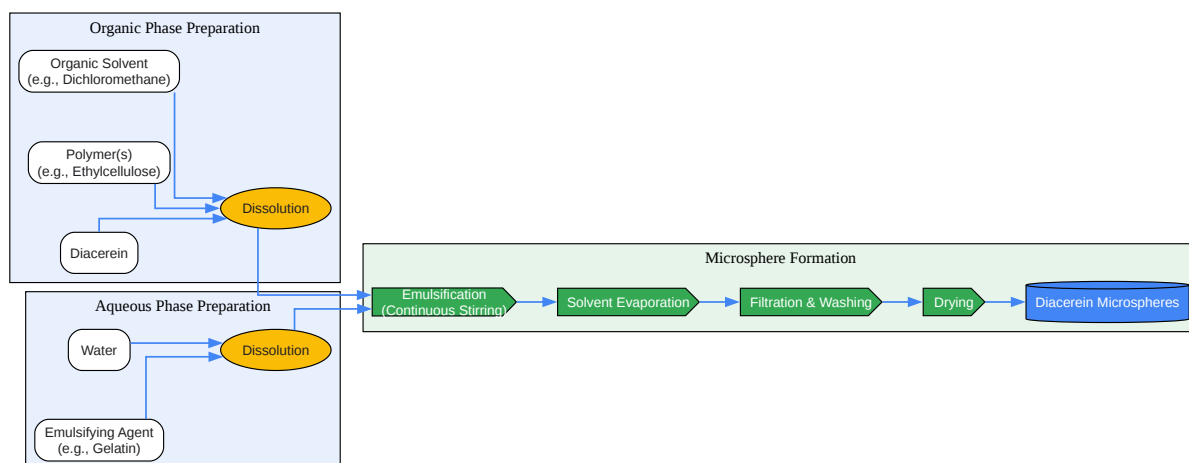 Organic Phase Preparation
Organic Solvent
(e.g., Dichloromethane)
Polymer(s)
(e.g., Ethylcellulose)
Dissolution
Diacerein
Aqueous Phase Preparation
Water
Dissolution
Emulsifying Agent
(e.g., Gelatin)
Microsphere Formation
Emulsification
(Continuous Stirring)
Solvent Evaporation
Filtration & Washing
Drying
Diacerein Microspheres